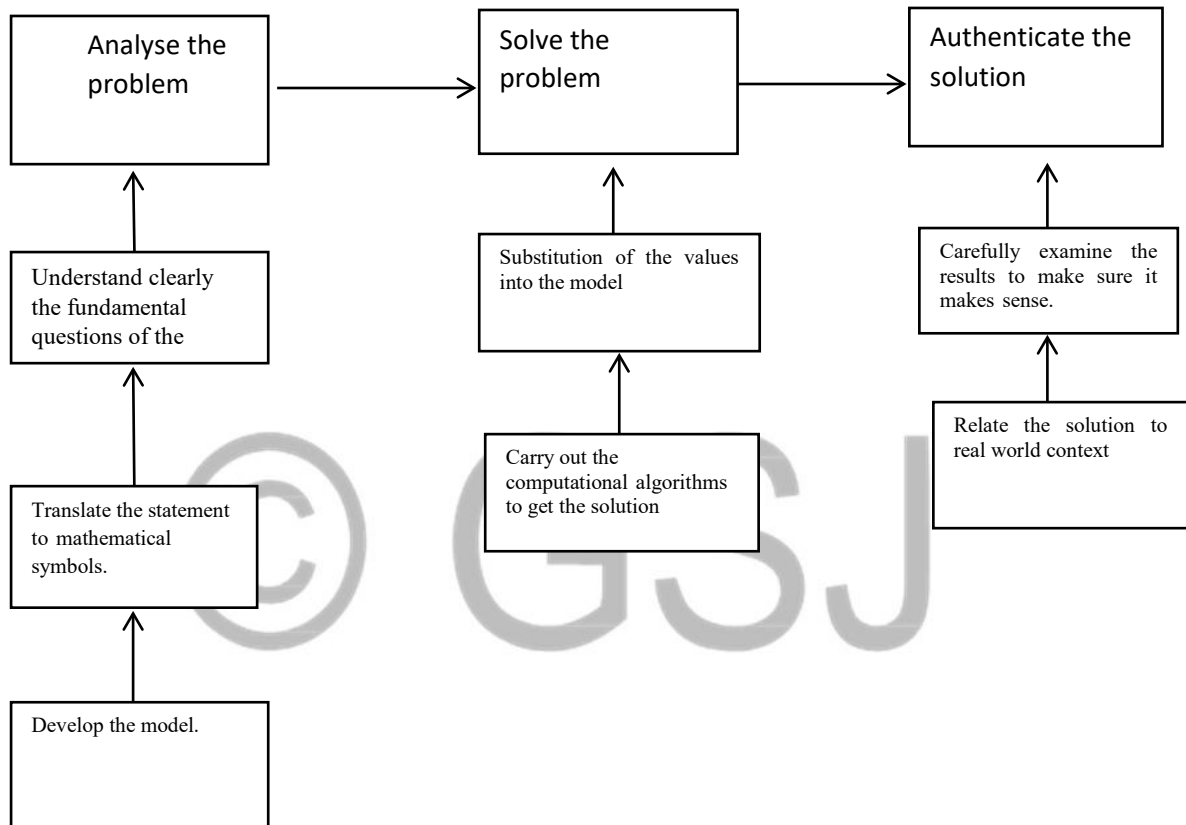 Analyse the
problem
Solve the
problem
Authenticate the
solution
Understand clearly
the fundamental
questions of the
Substitution of the values
into the model
Carefully examine the
results to make sure it
makes sense.
Translate the statement
to mathematical
symbols.
Carry out the
computational algorithms
to get the solution
Relate the solution to
real world context
Develop the model.
© GSJ